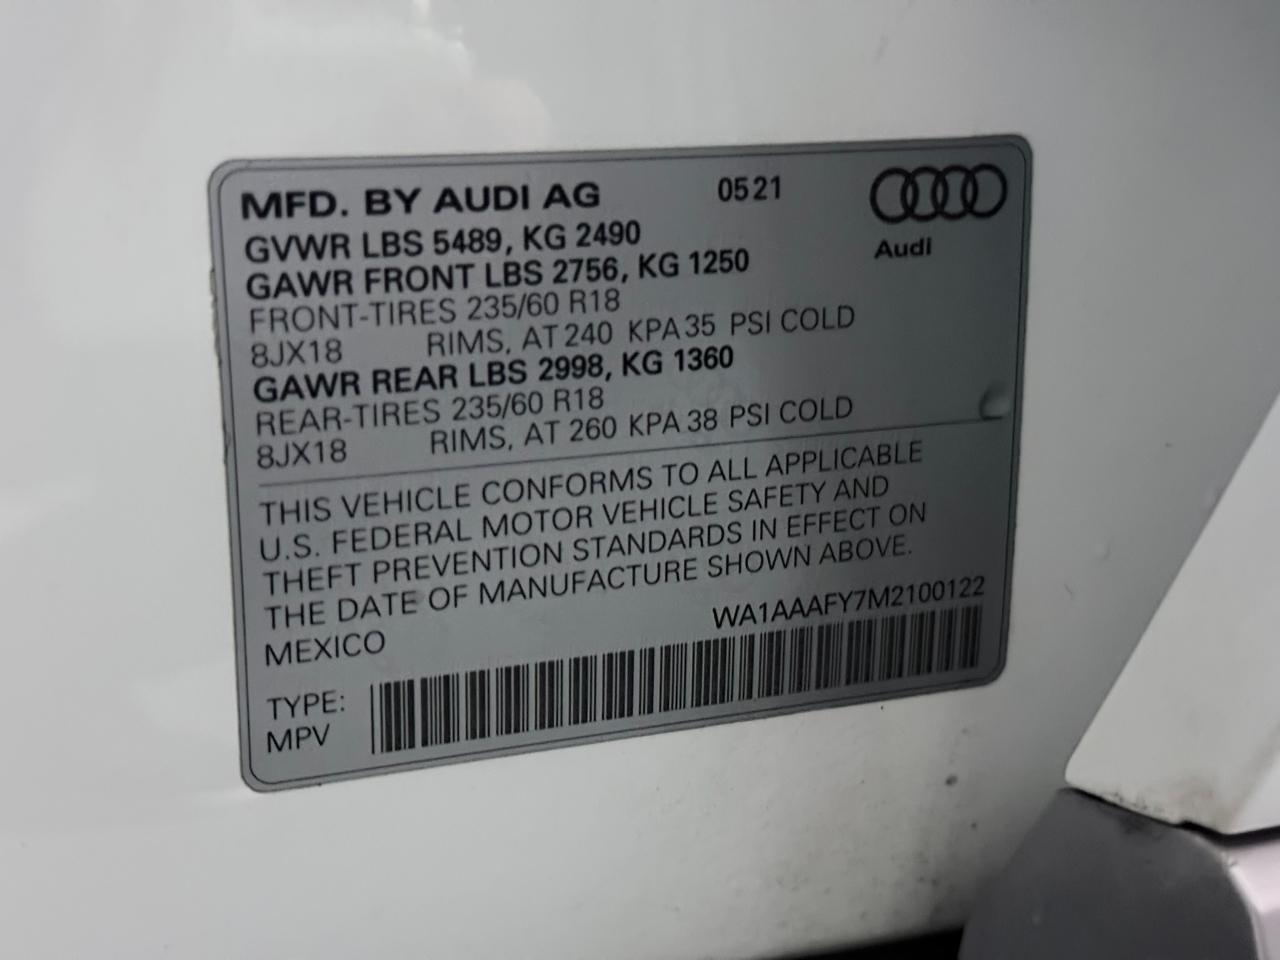 MFD. BY AUDI AG 0521
Audi
GVWR LBS 5489, KG 2490
GAWR FRONT LBS 2756, KG 1250
FRONT-TIRES 235/60 R18
8JX18 RIMS, AT 240 KPA 35 PSI COLD
GAWR REAR LBS 2998, KG 1360
REAR-TIRES 235/60 R18
8JX18 RIMS, AT 260 KPA 38 PSI COLD
THIS VEHICLE CONFORMS TO ALL APPLICABLE
U.S. FEDERAL MOTOR VEHICLE SAFETY AND
THEFT PREVENTION STANDARDS IN EFFECT ON
THE DATE OF MANUFACTURE SHOWN ABOVE.
MEXICO WA1AAAFY7M2100122
TYPE:
MPV